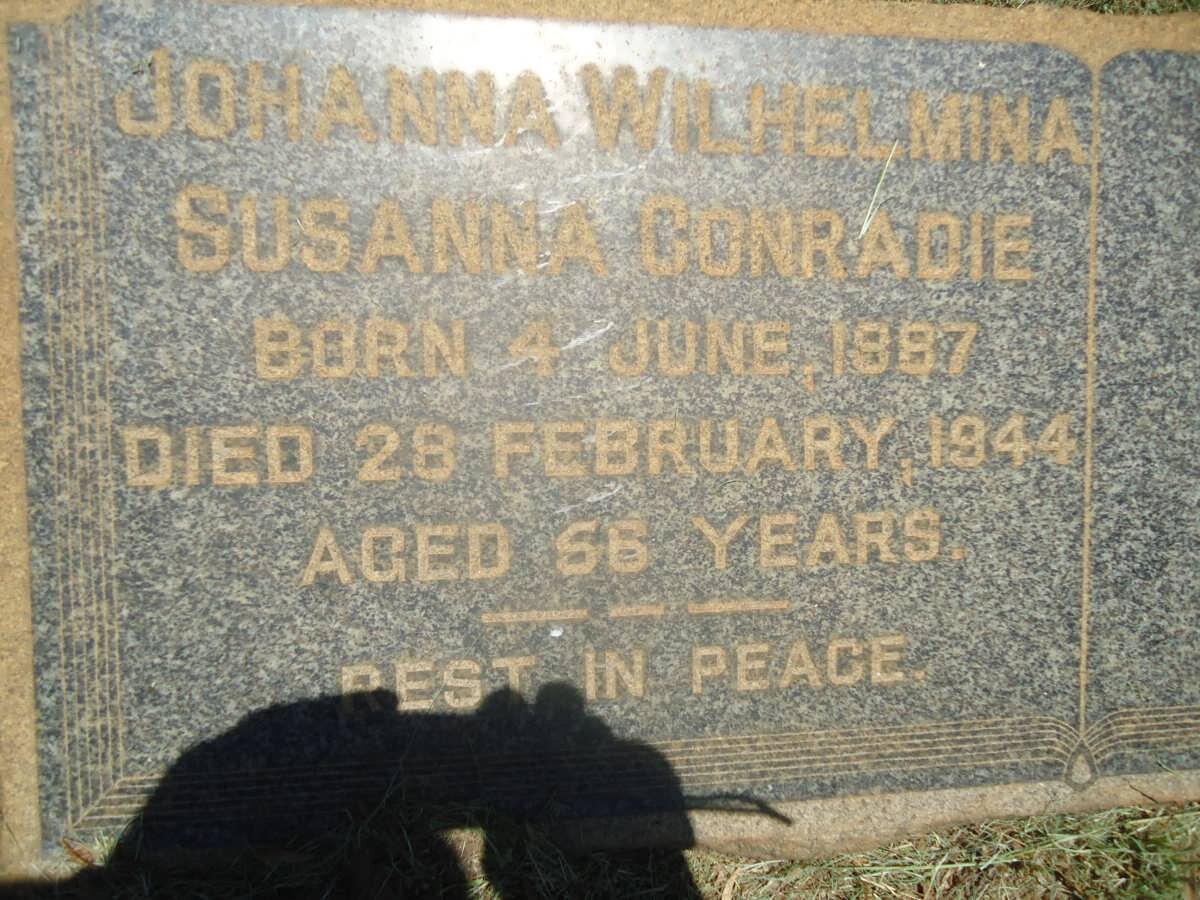 JOHANNA WILHELMINA
SUSANNA CONRADIE
BORN 4 JUNE, 1887
DIED 28 FEBRUARY, 1944
AGED 56 YEARS.
REST IN PEACE.